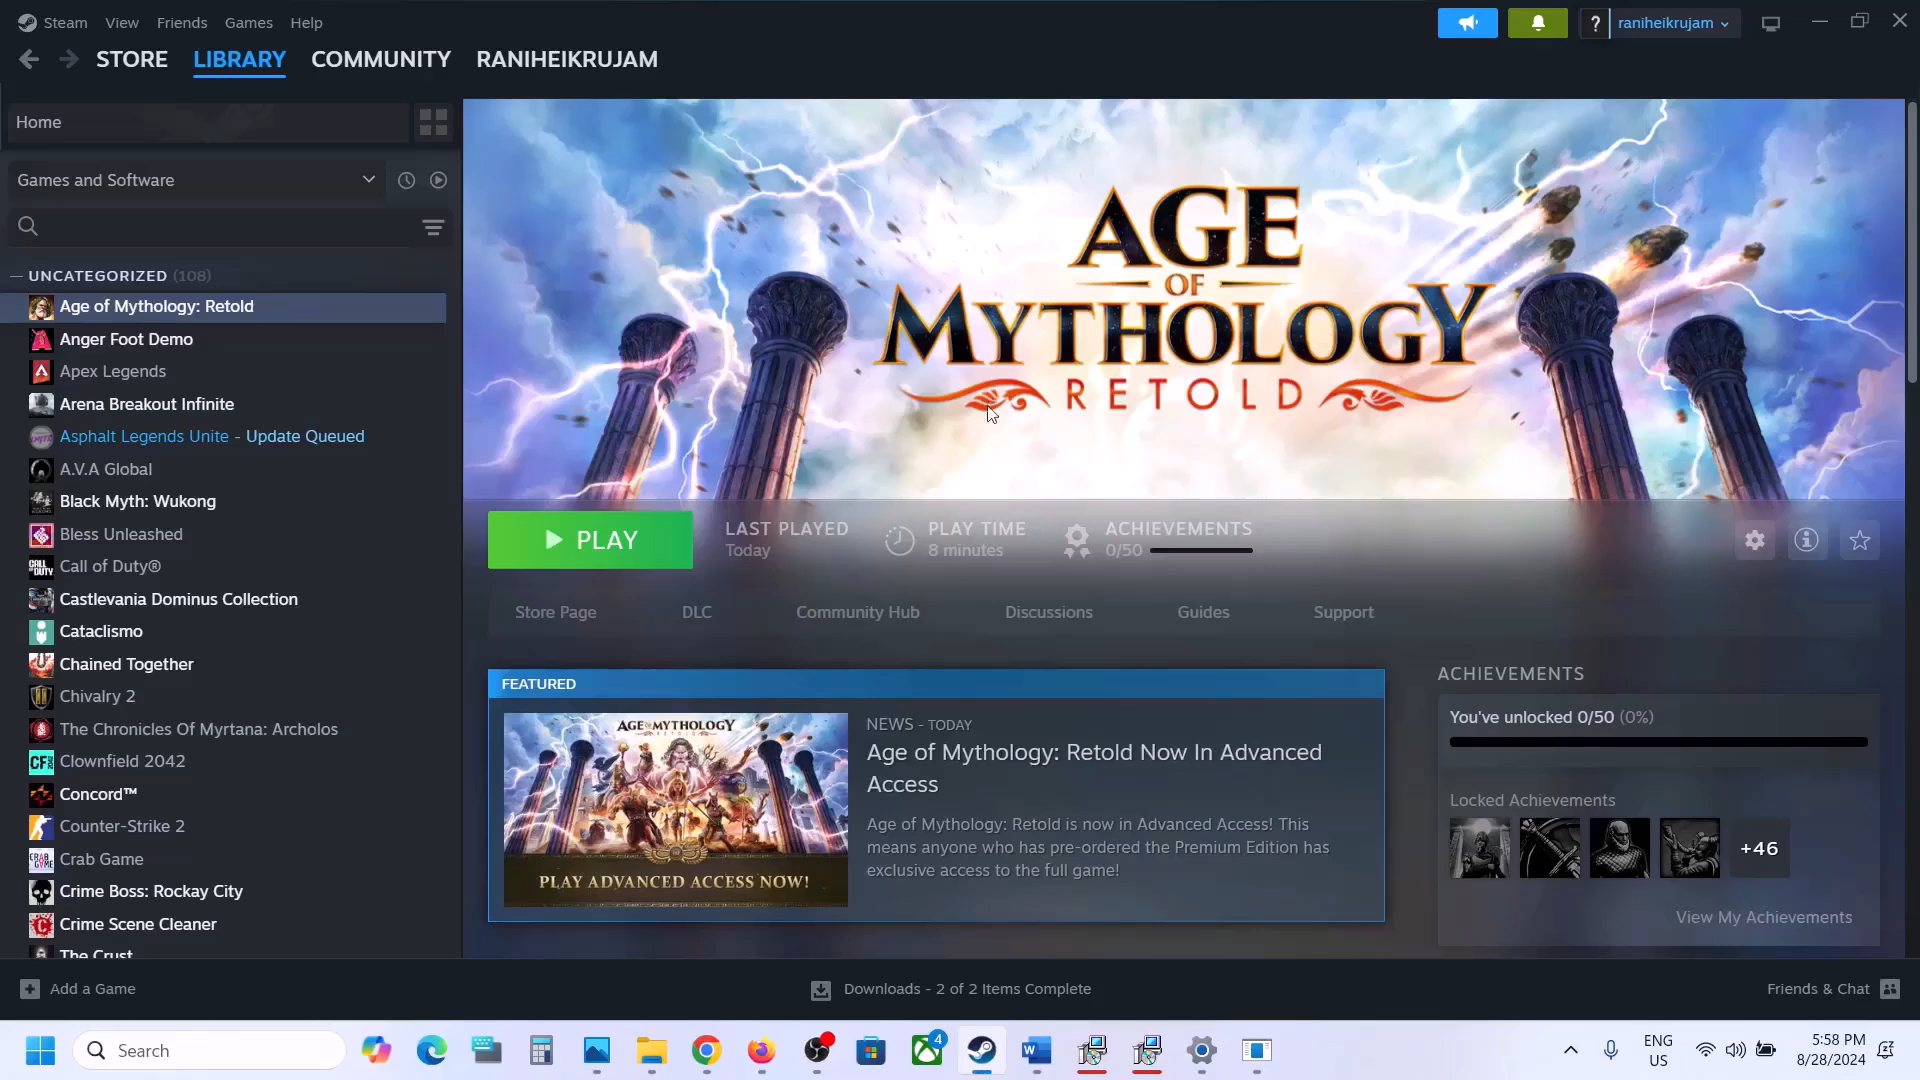 Steam View Friends Games Help
? raniheikrujam
STORE LIBRARY COMMUNITY RANIHEIKRUJAM
Home
Games and Software
UNCATEGORIZED (108)
Age of Mythology: Retold
Anger Foot Demo
Apex Legends
Arena Breakout Infinite
Asphalt Legends Unite - Update Queued
A.V.A Global
Black Myth: Wukong
Bless Unleashed
Call of Duty®
Castlevania Dominus Collection
Cataclismo
Chained Together
Chivalry 2
The Chronicles Of Myrtana: Archolos
Clownfield 2042
Concord™
Counter-Strike 2
Crab Game
Crime Boss: Rockay City
Crime Scene Cleaner
The Crust
AGE
OF
MYTHOLOGY
RETOLD
PLAY
LAST PLAYED
Today
PLAY TIME
8 minutes
ACHIEVEMENTS
0/50
Store Page DLC Community Hub Discussions Guides Support
FEATURED
AGE OF MYTHOLOGY
RETOLD
PLAY ADVANCED ACCESS NOW!
NEWS - TODAY
Age of Mythology: Retold Now In Advanced
Access
Age of Mythology: Retold is now in Advanced Access! This
means anyone who has pre-ordered the Premium Edition has
exclusive access to the full game!
ACHIEVEMENTS
You've unlocked 0/50 (0%)
Locked Achievements
+46
View My Achievements
Add a Game
Downloads - 2 of 2 Items Complete
Friends & Chat
Search
4
ENG
US
5:58 PM
8/28/2024